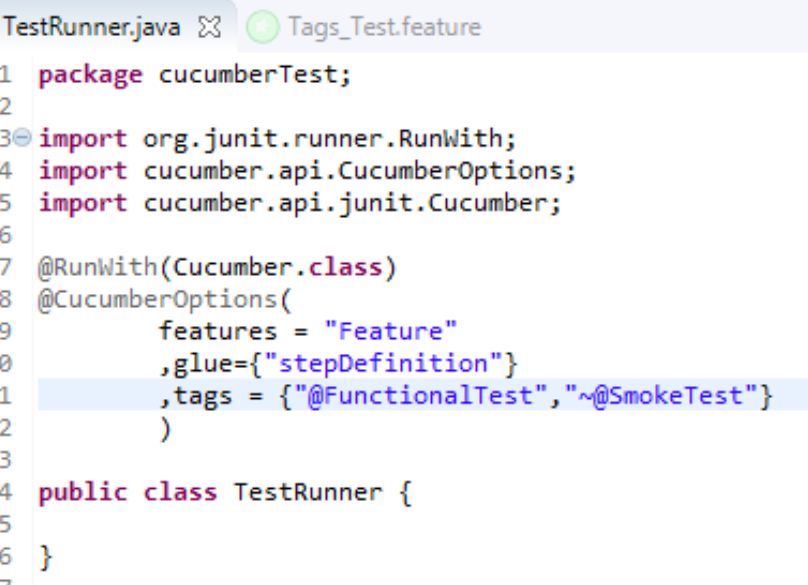 TestRunner.java Tags_Test.feature
1 package cucumberTest;
2
3 import org.junit.runner.RunWith;
4 import cucumber.api.CucumberOptions;
5 import cucumber.api.junit.Cucumber;
6
7 @RunWith(Cucumber.class)
8 @CucumberOptions(
9 features = "Feature"
0 ,glue={"stepDefinition"}
1 ,tags = {"@FunctionalTest","~@SmokeTest"}
2 )
3
4 public class TestRunner {
5
6 }